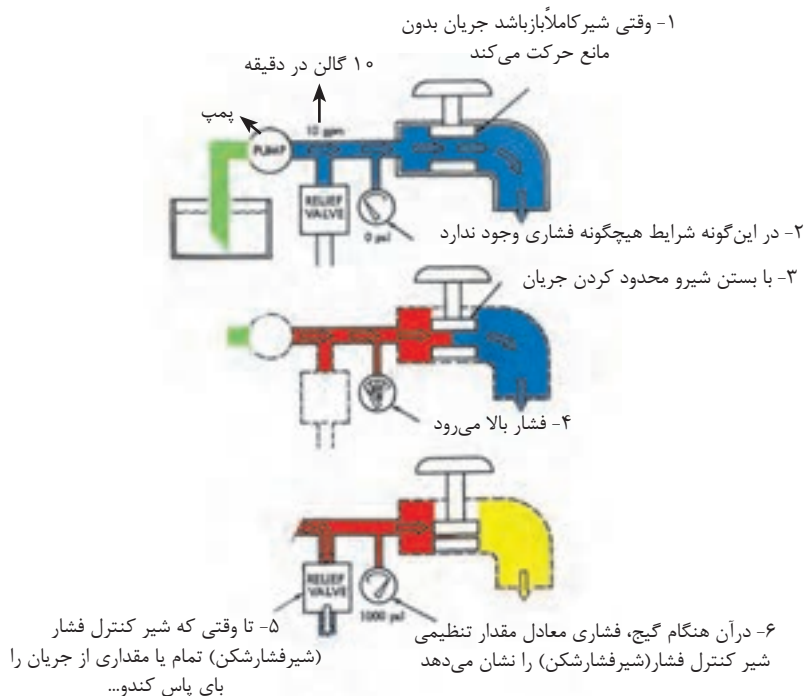 ۱- وقتی شیرکاملاًبازباشد جریان بدون
مانع حرکت می‌کند
۱۰ گالن در دقیقه
پمپ
10 gpm
PUMP
RELIEF
VALVE
0 psi
۲- در این‌گونه شرایط هیچگونه فشاری وجود ندارد
۳- با بستن شیرو محدود کردن جریان
۴- فشار بالا می‌رود
RELIEF
VALVE
1000 psi
۵- تا وقتی که شیر کنترل فشار
(شیرفشارشکن) تمام یا مقداری از جریان را
بای پاس کندو...
۶- درآن هنگام گیج، فشاری معادل مقدار تنظیمی
شیر کنترل فشار(شیرفشارشکن) را نشان می‌دهد